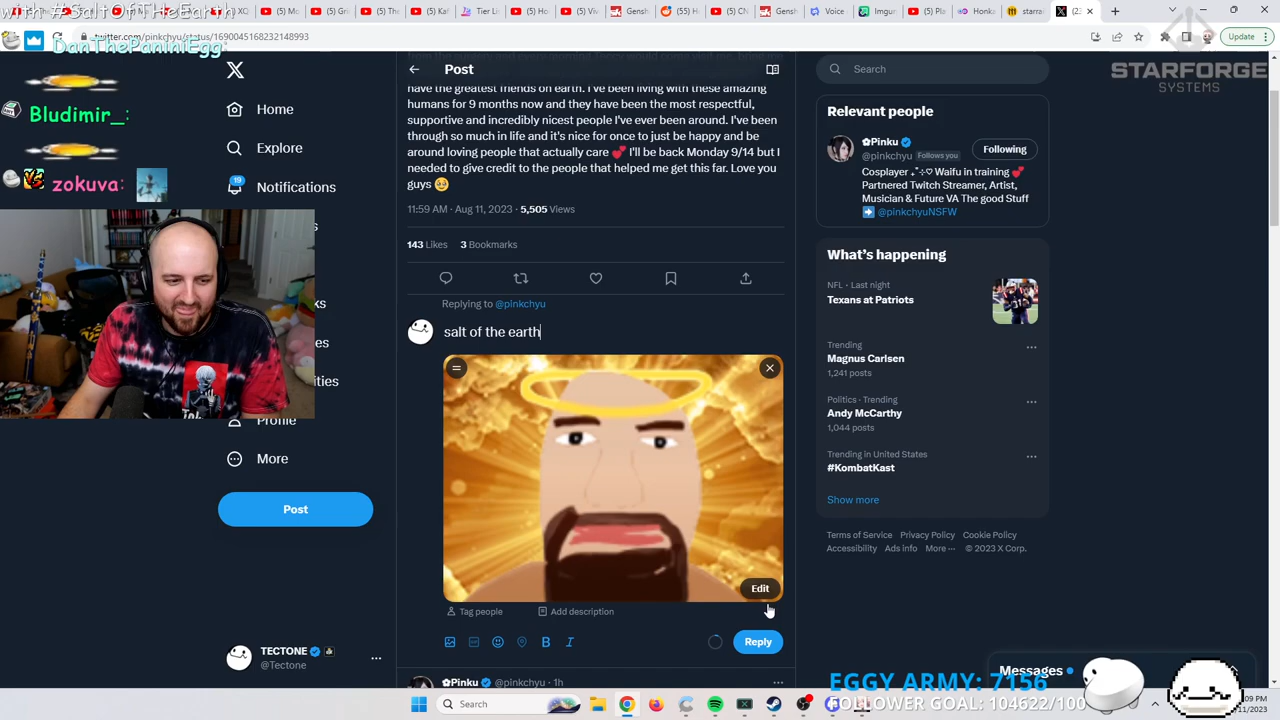 with #SaltOfTheEarth
DanThePaniniEgg:
Bludimir_:
zokuva:
twitter.com/pinkchyu/status/1690045168232148993
Update
STARFORGE
SYSTEMS
Home
Explore
19
Notifications
Profile
More
Post
TECTONE
@Tectone
Post
have the greatest friends on earth. I've been living with these amazing
humans for 9 months now and they have been the most respectful,
supportive and incredibly nicest people I've ever been around. I've been
through so much in life and it's nice for once to just be happy and be
around loving people that actually care 💕 I'll be back Monday 9/14 but I
needed to give credit to the people that helped me get this far. Love you
guys 🥹
11:59 AM · Aug 11, 2023 · 5,505 Views
143 Likes 3 Bookmarks
Replying to @pinkchyu
salt of the earth
Edit
Tag people Add description
Reply
✿Pinku @pinkchyu · 1h
Search
Relevant people
✿Pinku
@pinkchyu Follows you
Following
Cosplayer ₊˚⊹♡ Waifu in training 💕
Partnered Twitch Streamer, Artist,
Musician & Future VA The good Stuff
➡️ @pinkchyuNSFW
What's happening
NFL · Last night
Texans at Patriots
Trending
Magnus Carlsen
1,241 posts
Politics · Trending
Andy McCarthy
1,044 posts
Trending in United States
#KombatKast
Show more
Terms of Service Privacy Policy Cookie Policy
Accessibility Ads info More ··· © 2023 X Corp.
Messages
EGGY ARMY: 7156
FOLLOWER GOAL: 104622/100
Search